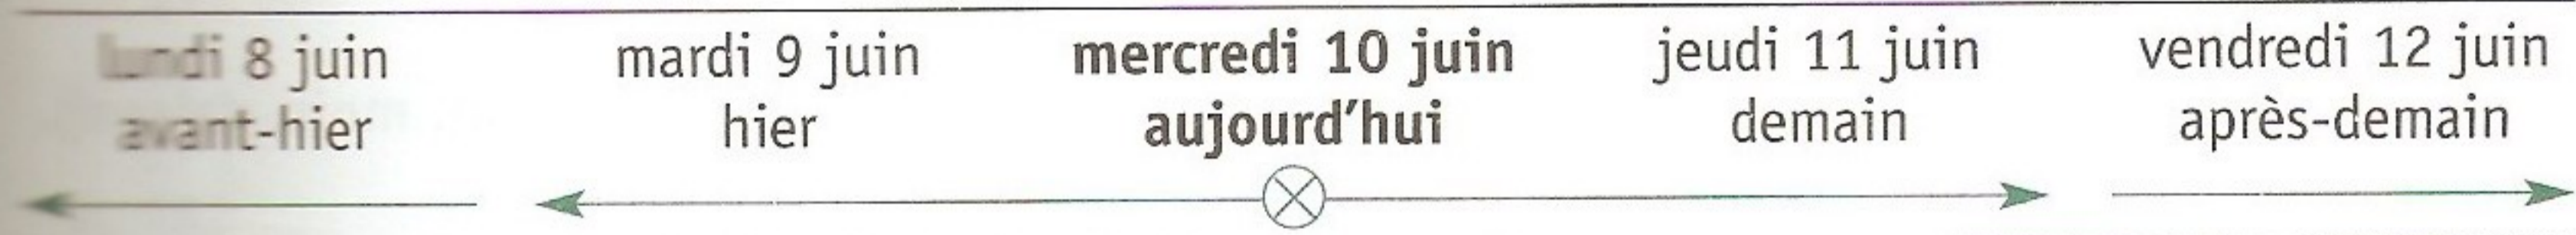 lundi 8 juin mardi 9 juin mercredi 10 juin jeudi 11 juin vendredi 12 juin
avant-hier hier aujourd'hui demain après-demain